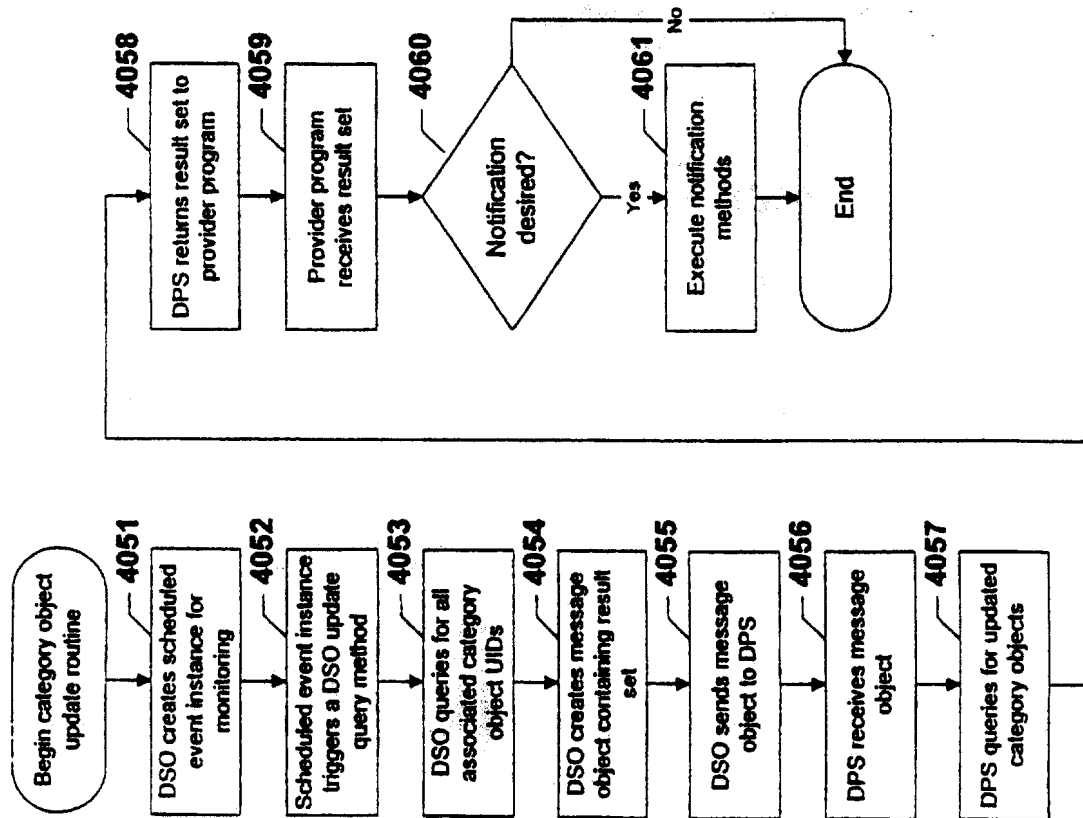 Begin category object
update routine
4051
DSO creates scheduled
event instance for
monitoring
4052
Scheduled event instance
triggers a DSO update
query method
4053
DSO queries for all
associated category
object UIDs
4054
DSO creates message
object containing result
set
4055
DSO sends message
object to DPS
4056
DPS receives message
object
4057
DPS queries for updated
category objects
4058
DPS returns result set to
provider program
4059
Provider program
receives result set
4060
Notification
desired?
No
Yes
4061
Execute notification
methods
End